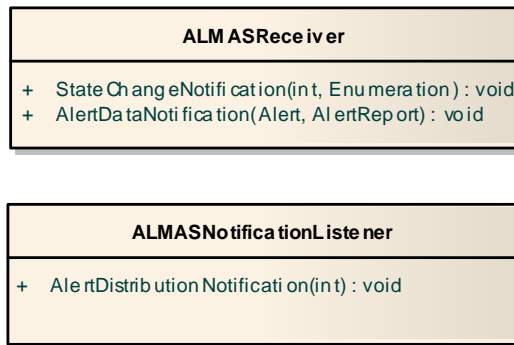 ALMASReceiver
+ StateChangeNotification(int, Enumeration) : void
+ AlertDataNotification(Alert, AlertReport) : void
ALMASNotificationListener
+ AlertDistributionNotification(int) : void